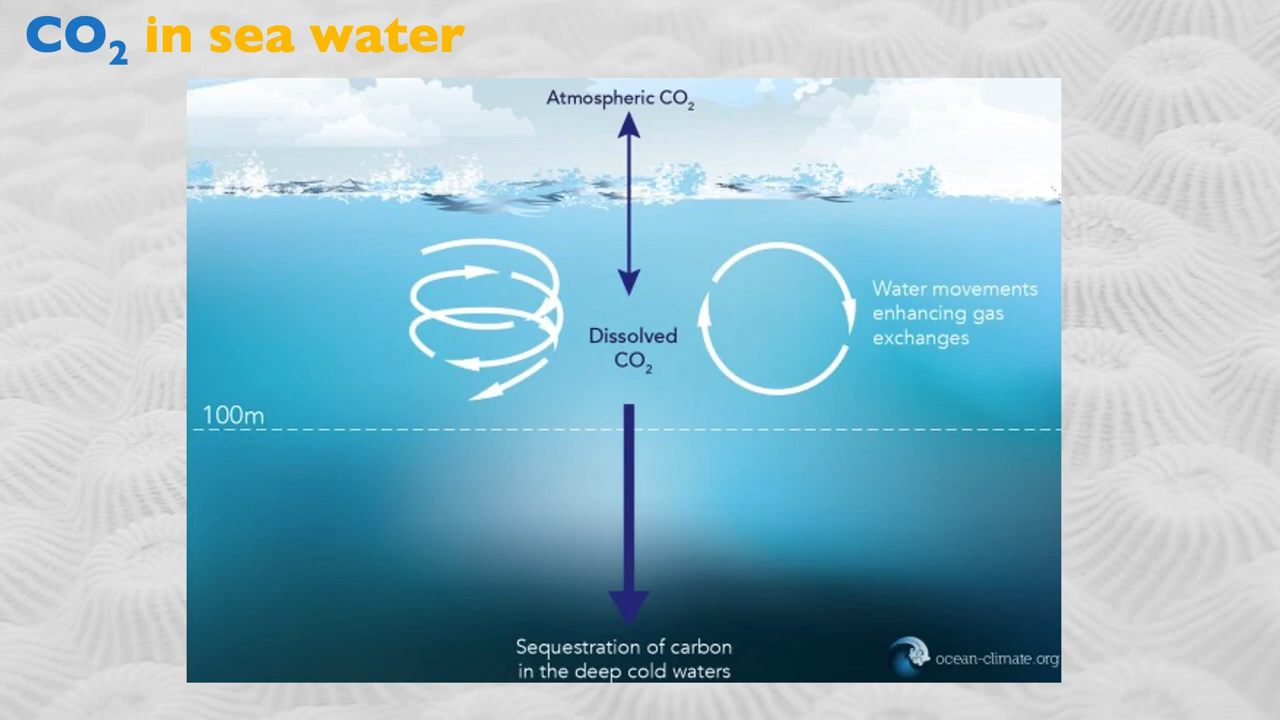 CO₂ in sea water
Atmospheric CO₂
Water movements
enhancing gas
exchanges
Dissolved
CO₂
100m
Sequestration of carbon
in the deep cold waters
ocean-climate.org